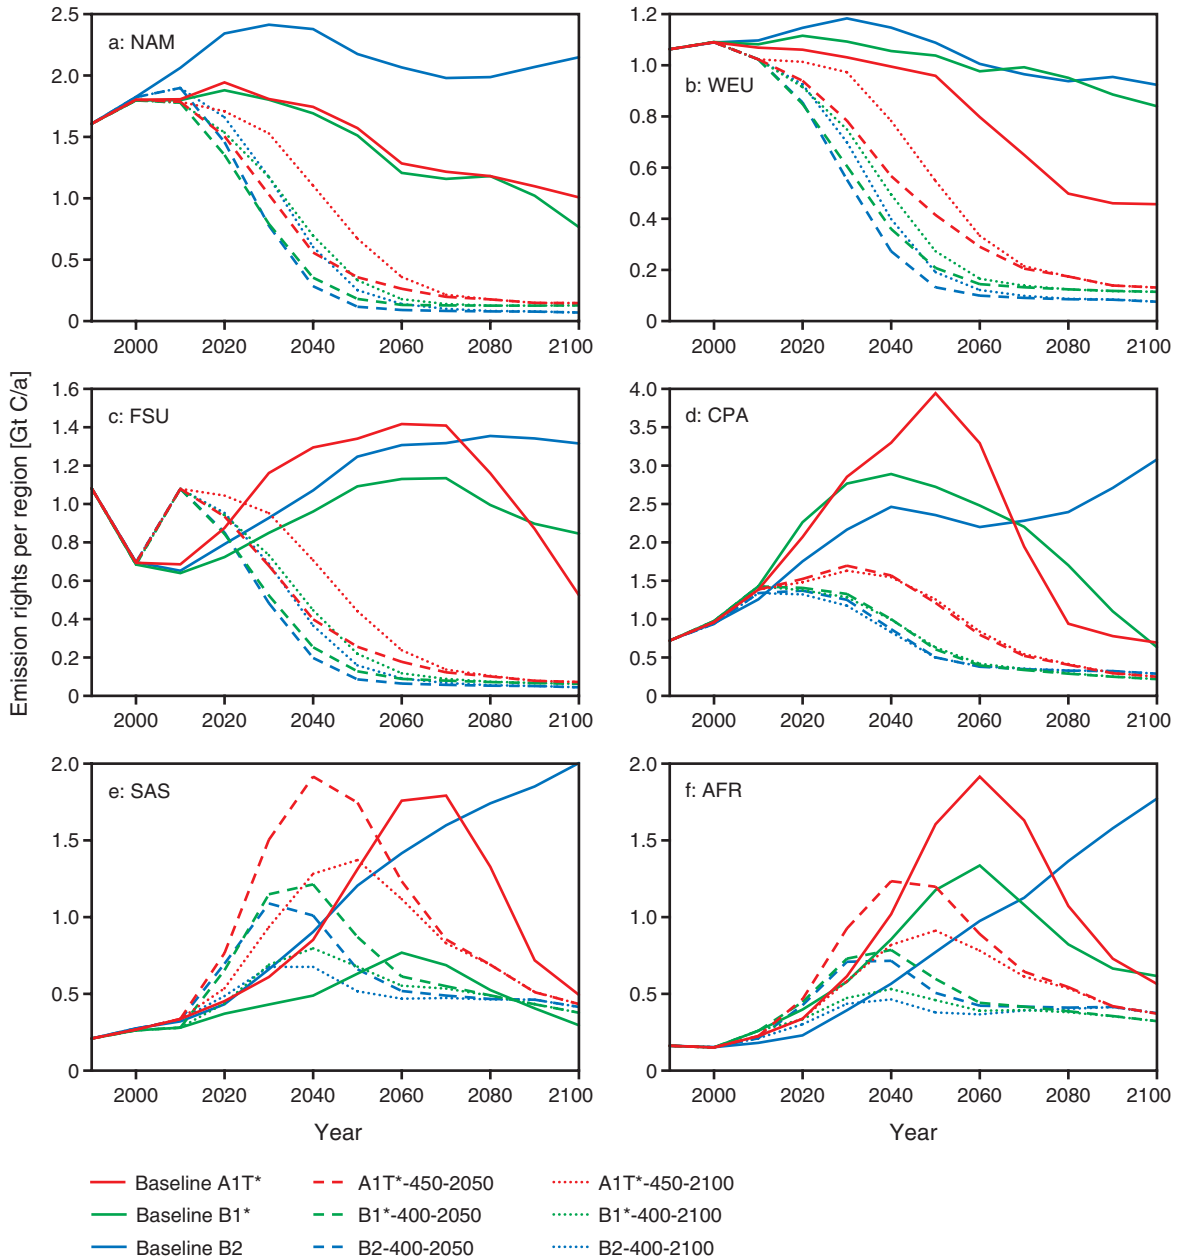 a: NAM
2.5
2.0
1.5
1.0
0.5
0
2000 2020 2040 2060 2080 2100
b: WEU
1.2
1.0
0.8
0.6
0.4
0.2
0
2000 2020 2040 2060 2080 2100
Emission rights per region [Gt C/a]
c: FSU
1.6
1.4
1.2
1.0
0.8
0.6
0.4
0.2
0
2000 2020 2040 2060 2080 2100
d: CPA
4.0
3.5
3.0
2.5
2.0
1.5
1.0
0.5
0
2000 2020 2040 2060 2080 2100
e: SAS
2.0
1.5
1.0
0.5
0
2000 2020 2040 2060 2080 2100
Year
f: AFR
2.0
1.5
1.0
0.5
0
2000 2020 2040 2060 2080 2100
Year
Baseline A1T* A1T*-450-2050 A1T*-450-2100
Baseline B1* B1*-400-2050 B1*-400-2100
Baseline B2 B2-400-2050 B2-400-2100